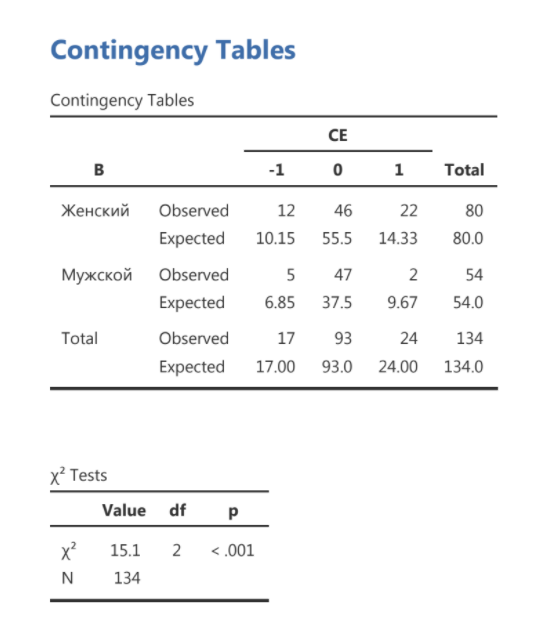 Contingency Tables
Contingency Tables
CE
В -1 0 1 Total
Женский Observed 12 46 22 80
Expected 10.15 55.5 14.33 80.0
Мужской Observed 5 47 2 54
Expected 6.85 37.5 9.67 54.0
Total Observed 17 93 24 134
Expected 17.00 93.0 24.00 134.0
χ² Tests
Value df p
χ² 15.1 2 < .001
N 134